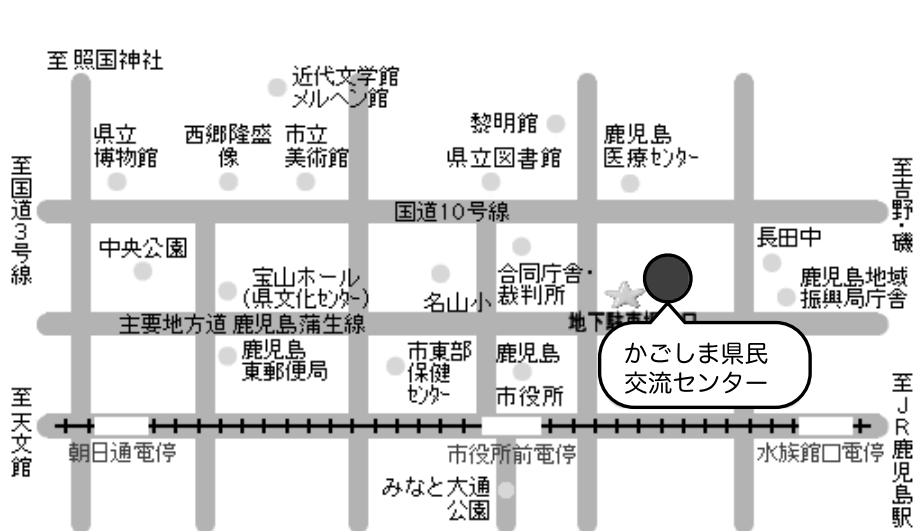 至照国神社
近代文学館
メルヘン館
県立
博物館
西郷隆盛
像
市立
美術館
黎明館
県立図書館
鹿児島
医療センター
至国道3号線
至吉野・磯
国道10号線
中央公園
宝山ホール
(県文化センター)
名山小
合同庁舎・
裁判所
長田中
鹿児島地域
振興局庁舎
主要地方道 鹿児島蒲生線
地下駐車場
かごしま県民
交流センター
鹿児島
東郵便局
市東部
保健
センター
鹿児島
市役所
至天文館
至JR鹿児島駅
朝日通電停
市役所前電停
水族館口電停
みなと大通
公園